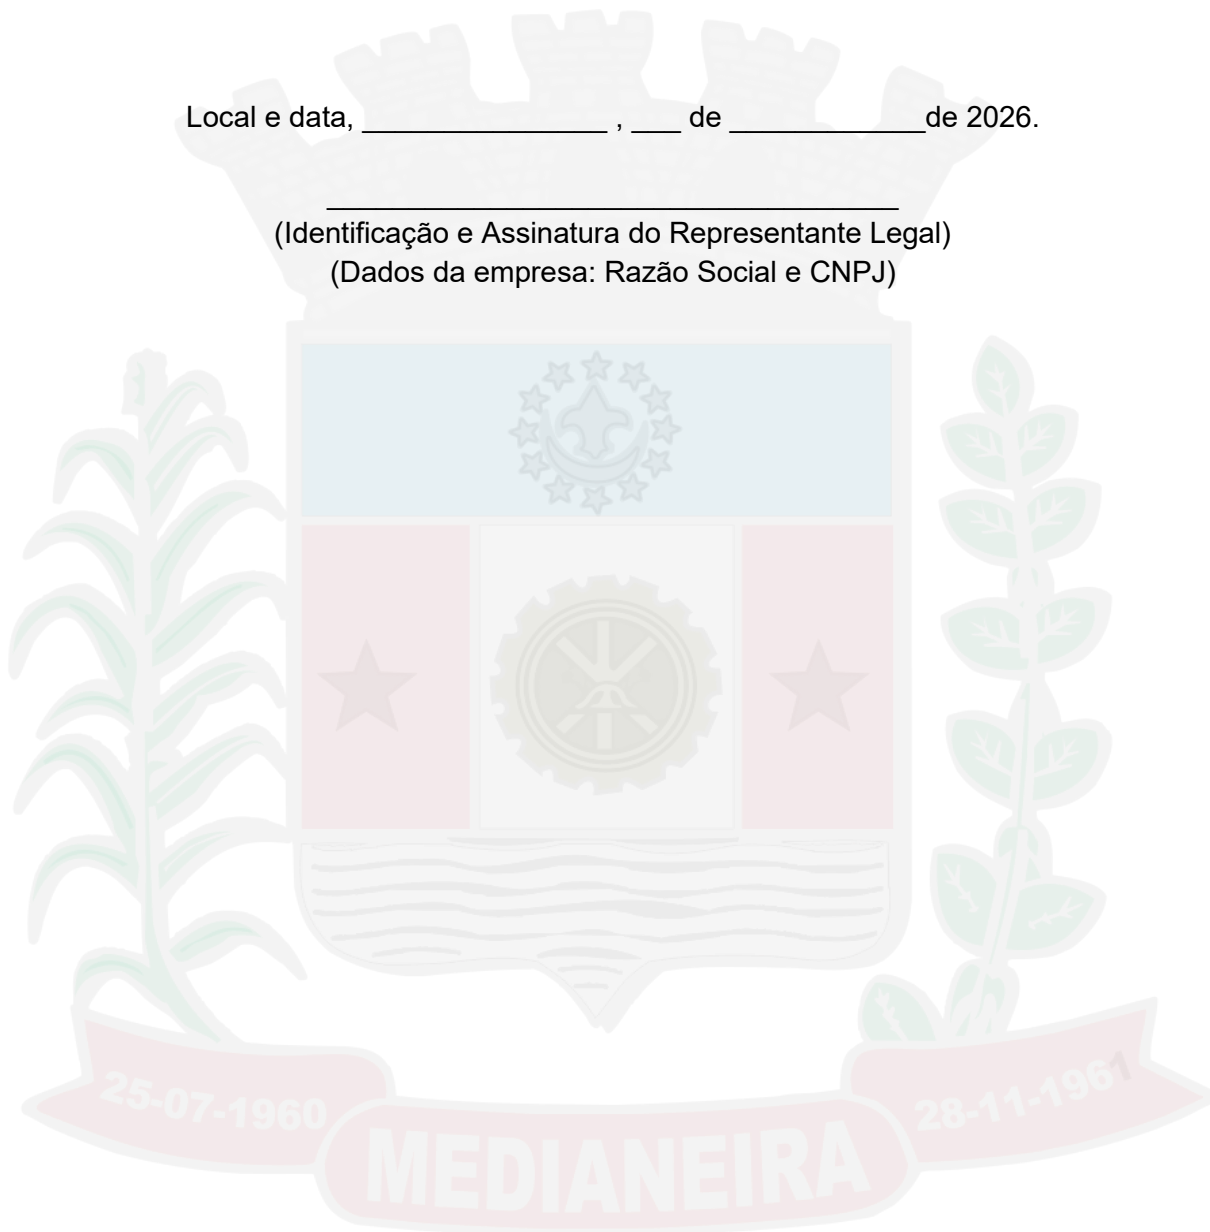 Local e data, _______________ , ___ de ____________de 2026.
___________________________________
(Identificação e Assinatura do Representante Legal)
(Dados da empresa: Razão Social e CNPJ)
25-07-1960
28-11-1961
MEDIANEIRA